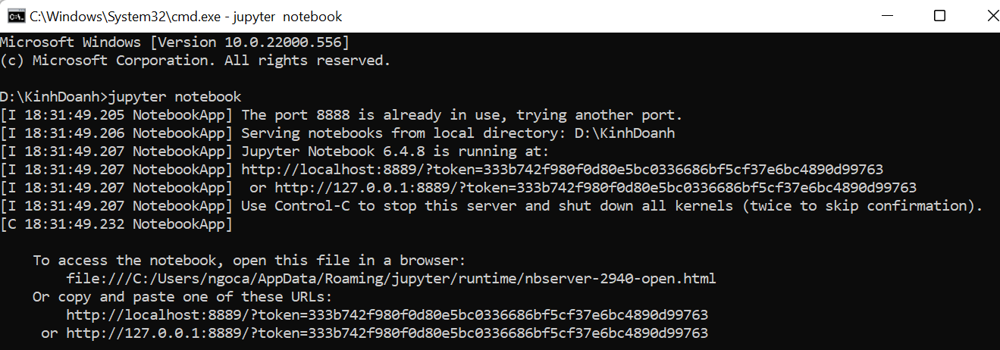 C:\Windows\System32\cmd.exe - jupyter  notebook
Microsoft Windows [Version 10.0.22000.556]
(c) Microsoft Corporation. All rights reserved.
D:\KinhDoanh>jupyter notebook
[I 18:31:49.205 NotebookApp] The port 8888 is already in use, trying another port.
[I 18:31:49.206 NotebookApp] Serving notebooks from local directory: D:\KinhDoanh
[I 18:31:49.207 NotebookApp] Jupyter Notebook 6.4.8 is running at:
[I 18:31:49.207 NotebookApp] http://localhost:8889/?token=333b742f980f0d80e5bc0336686bf5cf37e6bc4890d99763
[I 18:31:49.207 NotebookApp]  or http://127.0.0.1:8889/?token=333b742f980f0d80e5bc0336686bf5cf37e6bc4890d99763
[I 18:31:49.207 NotebookApp] Use Control-C to stop this server and shut down all kernels (twice to skip confirmation).
[C 18:31:49.232 NotebookApp]
    To access the notebook, open this file in a browser:
        file:///C:/Users/ngoca/AppData/Roaming/jupyter/runtime/nbserver-2940-open.html
    Or copy and paste one of these URLs:
        http://localhost:8889/?token=333b742f980f0d80e5bc0336686bf5cf37e6bc4890d99763
     or http://127.0.0.1:8889/?token=333b742f980f0d80e5bc0336686bf5cf37e6bc4890d99763